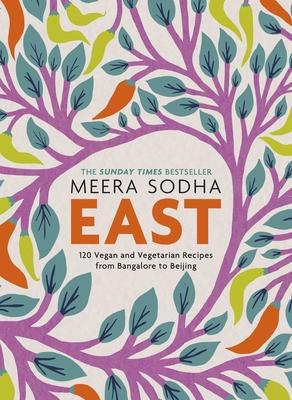 THE SUNDAY TIMES BESTSELLER
MEERA SODHA
EAST
120 Vegan and Vegetarian Recipes
from Bangalore to Beijing